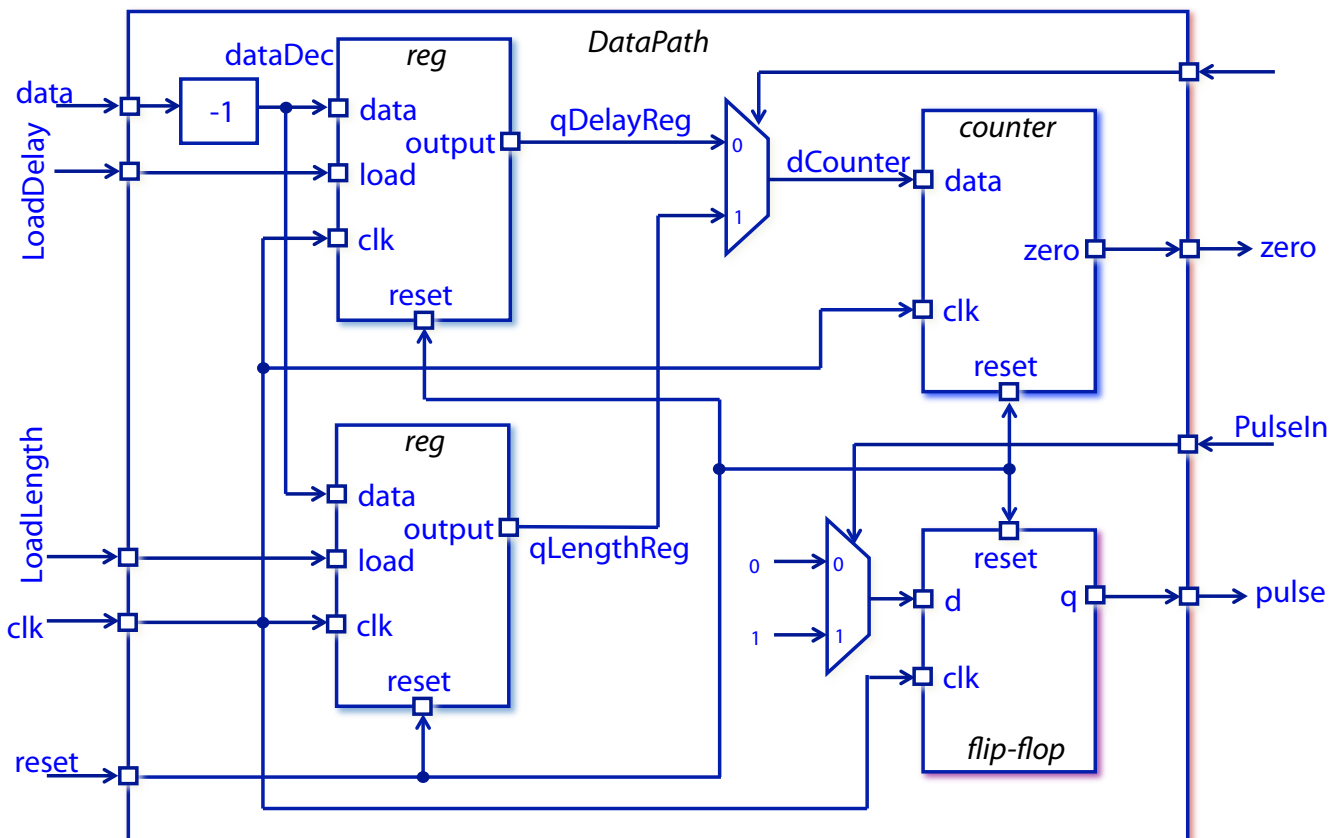 DataPath
dataDec
reg
data
-1
data
LoadDelay
output
qDelayReg
0
counter
load
dCounter
data
1
clk
zero
zero
reset
clk
reset
reg
PulseIn
LoadLength
data
output
qLengthReg
load
0
0
reset
d
q
pulse
clk
clk
1
1
reset
clk
flip-flop
reset